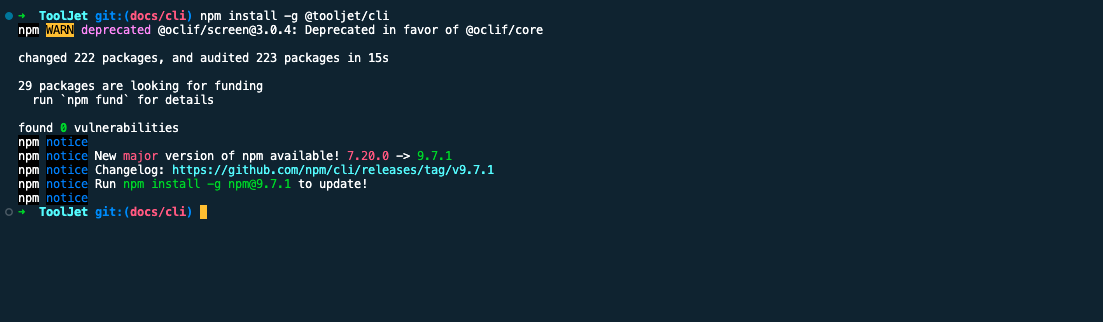 ➜  ToolJet git:(docs/cli) npm install -g @tooljet/cli
npm WARN deprecated @oclif/screen@3.0.4: Deprecated in favor of @oclif/core
changed 222 packages, and audited 223 packages in 15s
29 packages are looking for funding
  run `npm fund` for details
found 0 vulnerabilities
npm notice
npm notice New major version of npm available! 7.20.0 -> 9.7.1
npm notice Changelog: https://github.com/npm/cli/releases/tag/v9.7.1
npm notice Run npm install -g npm@9.7.1 to update!
npm notice
➜  ToolJet git:(docs/cli)